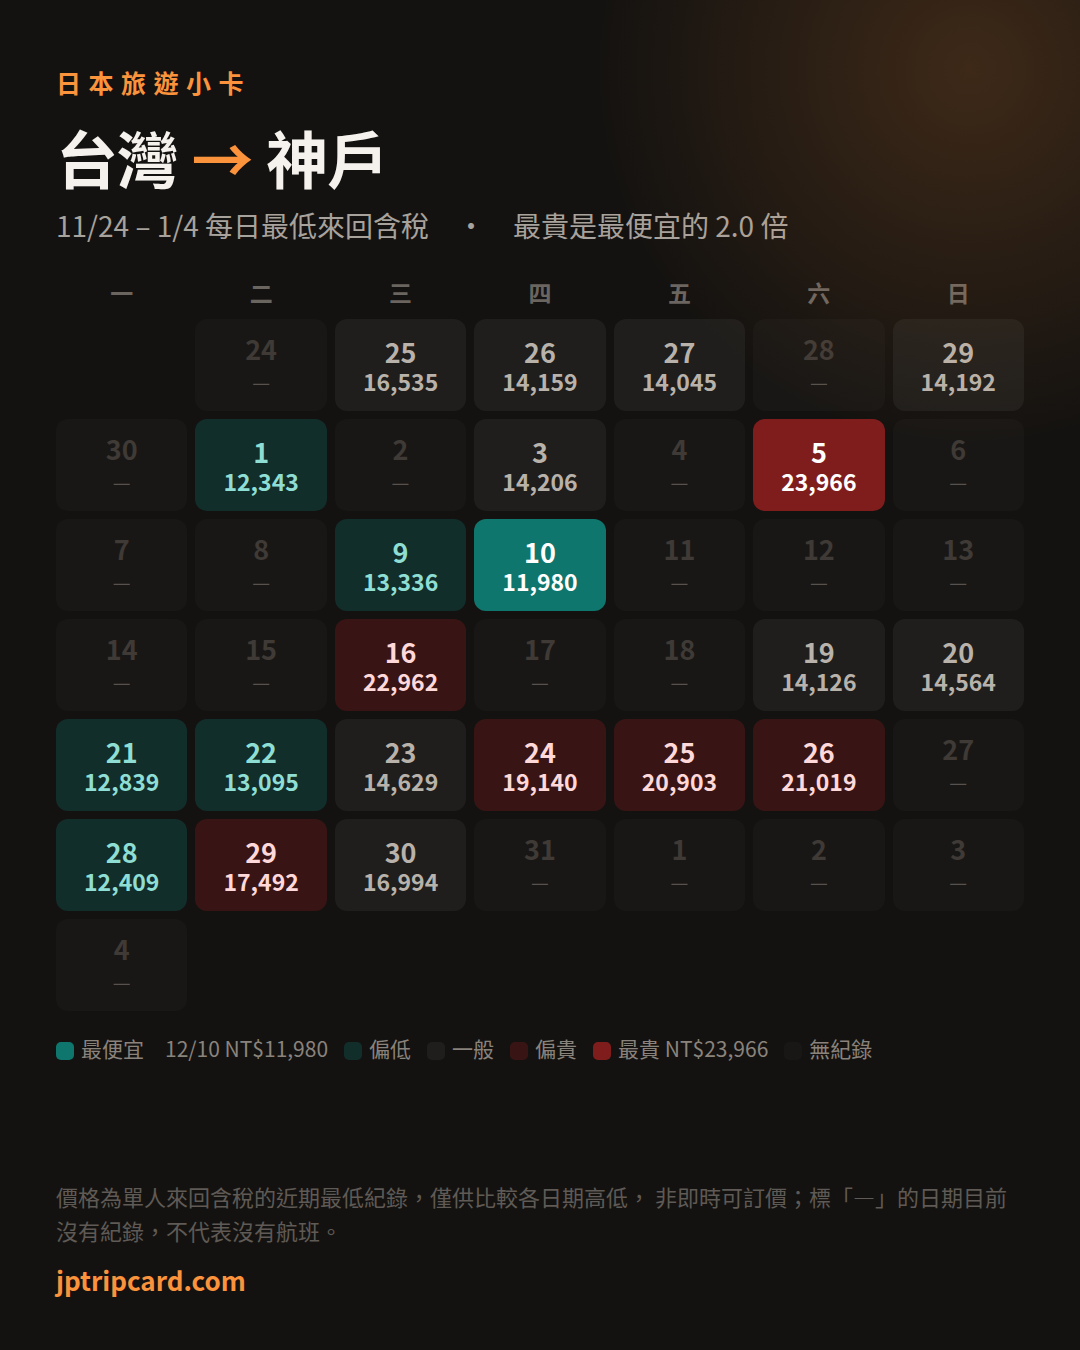 日本旅遊小卡
台灣 → 神戶
11/24 – 1/4 每日最低來回含稅 ・ 最貴是最便宜的 2.0 倍
一 二 三 四 五 六 日
24 25 26 27 28 29
— 16,535 14,159 14,045 — 14,192
30 1 2 3 4 5 6
— 12,343 — 14,206 — 23,966 —
7 8 9 10 11 12 13
— — 13,336 11,980 — — —
14 15 16 17 18 19 20
— — 22,962 — — 14,126 14,564
21 22 23 24 25 26 27
12,839 13,095 14,629 19,140 20,903 21,019 —
28 29 30 31 1 2 3
12,409 17,492 16,994 — — — —
4
—
最便宜 12/10 NT$11,980 偏低 一般 偏貴 最貴 NT$23,966 無紀錄
價格為單人來回含稅的近期最低紀錄，僅供比較各日期高低， 非即時可訂價；標「—」的日期目前
沒有紀錄，不代表沒有航班。
jptripcard.com